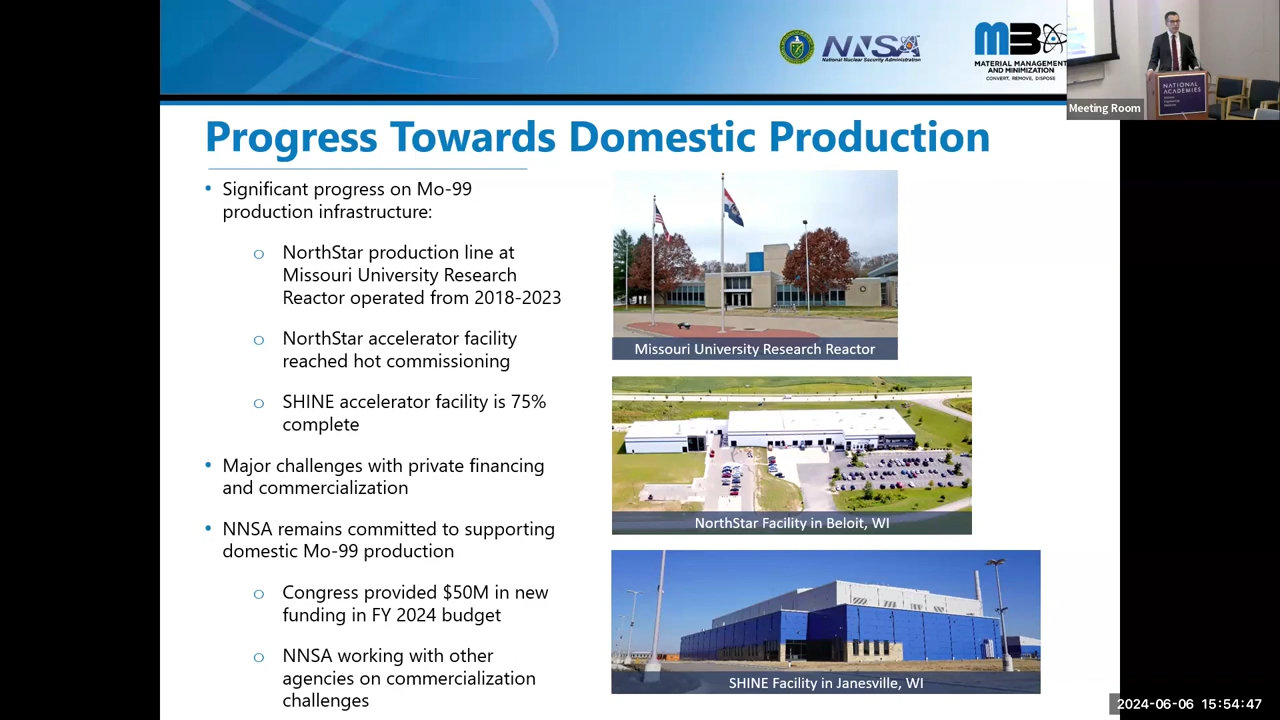 NNSA
National Nuclear Security Administration
M3
MATERIAL MANAGEMENT
AND MINIMIZATION
CONVERT, REMOVE, DISPOSE
NATIONAL
ACADEMIES
Meeting Room
Progress Towards Domestic Production
• Significant progress on Mo-99
production infrastructure:
o NorthStar production line at
Missouri University Research
Reactor operated from 2018-2023
o NorthStar accelerator facility
reached hot commissioning
o SHINE accelerator facility is 75%
complete
• Major challenges with private financing
and commercialization
• NNSA remains committed to supporting
domestic Mo-99 production
o Congress provided $50M in new
funding in FY 2024 budget
o NNSA working with other
agencies on commercialization
challenges
Missouri University Research Reactor
NorthStar Facility in Beloit, WI
SHINE Facility in Janesville, WI
2024-06-06 15:54:47